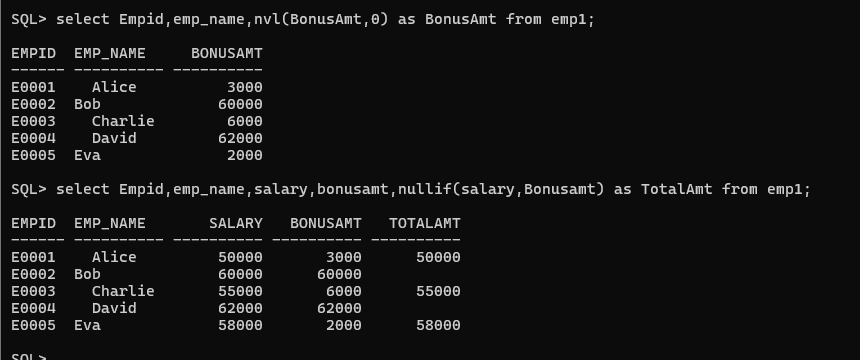 SQL> select Empid,emp_name,nvl(BonusAmt,0) as BonusAmt from emp1;
EMPID  EMP_NAME     BONUSAMT
------ ---------- ----------
E0001    Alice          3000
E0002  Bob             60000
E0003    Charlie        6000
E0004    David         62000
E0005  Eva              2000
SQL> select Empid,emp_name,salary,bonusamt,nullif(salary,Bonusamt) as TotalAmt from emp1;
EMPID  EMP_NAME       SALARY   BONUSAMT   TOTALAMT
------ ---------- ---------- ---------- ----------
E0001    Alice         50000       3000      50000
E0002  Bob             60000      60000
E0003    Charlie       55000       6000      55000
E0004    David         62000      62000
E0005  Eva             58000       2000      58000
SQL>